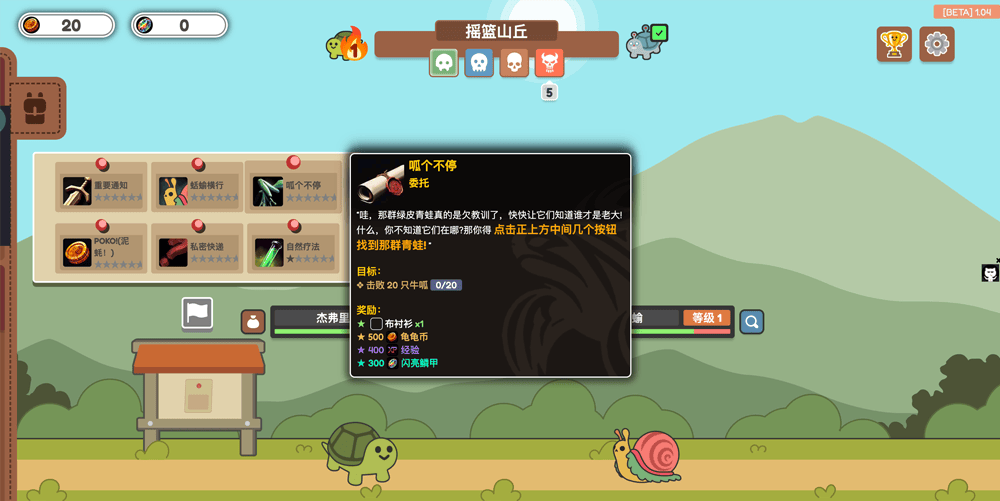 20
0
摇篮山丘
[BETA] 1.04
1
5
重要通知
蛞蝓横行
呱个不停
POKO!(泥蚝! )
私密快递
自然疗法
呱个不停
委托
"哇，那群绿皮青蛙真的是欠教训了，快快让它们知道谁才是老大!
什么，你不知道它们在哪?那你得 点击正上方中间几个按钮
找到那群青蛙! "
目标:
击败 20 只牛呱 0/20
奖励:
布衬衫 x1
500 龟龟币
400 XP 经验
300 闪亮鳞甲
杰弗里
蝓
等级 1